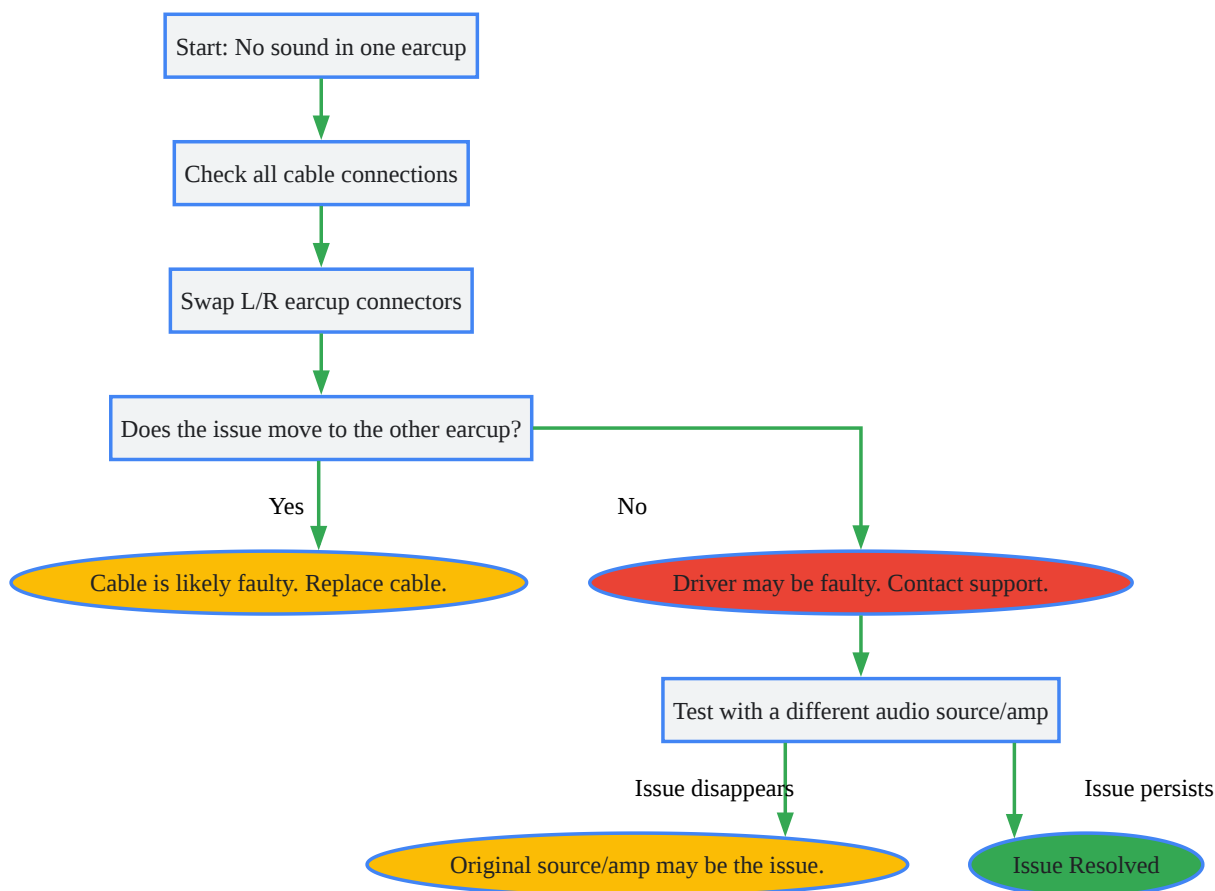 Start: No sound in one earcup
Check all cable connections
Swap L/R earcup connectors
Does the issue move to the other earcup?
Yes
No
Cable is likely faulty. Replace cable.
Driver may be faulty. Contact support.
Test with a different audio source/amp
Issue disappears
Issue persists
Original source/amp may be the issue.
Issue Resolved